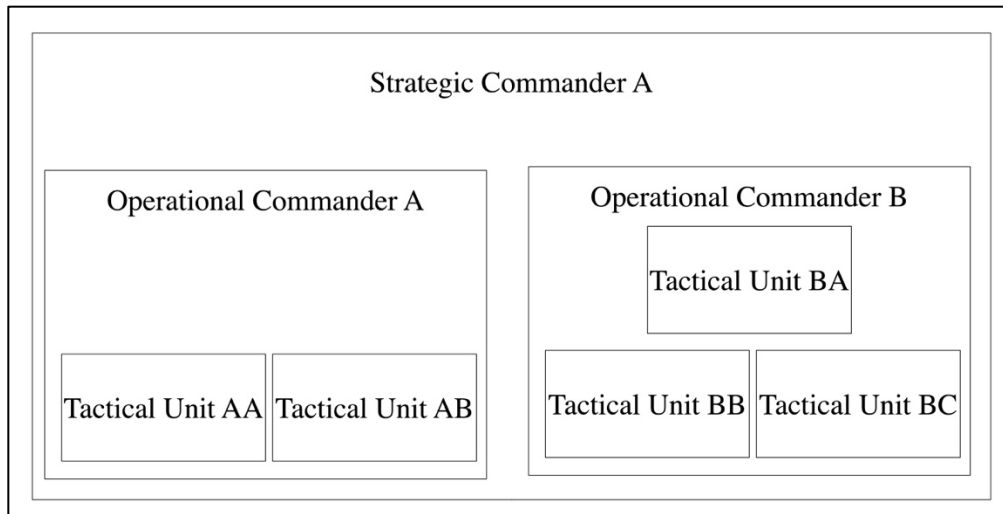 Strategic Commander A
Operational Commander A
Tactical Unit AA
Tactical Unit AB
Operational Commander B
Tactical Unit BA
Tactical Unit BB
Tactical Unit BC